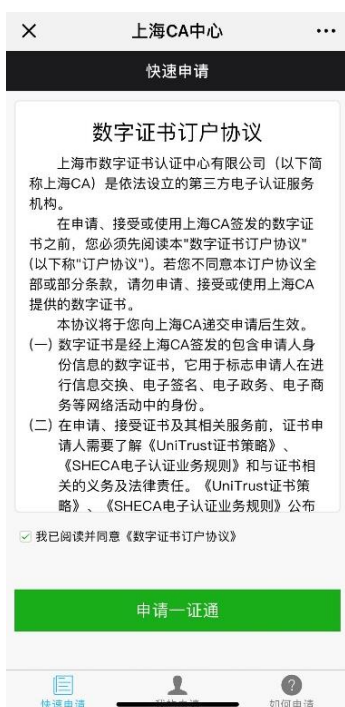 上海CA中心
快速申请
数字证书订户协议
上海市数字证书认证中心有限公司（以下简
称上海CA）是依法设立的第三方电子认证服务
机构。
在申请、接受或使用上海CA签发的数字证
书之前，您必须先阅读本"数字证书订户协议"
(以下称"订户协议")。若您不同意本订户协议全
部或部分条款，请勿申请、接受或使用上海CA
提供的数字证书。
本协议将于您向上海CA递交申请后生效。
(一) 数字证书是经上海CA签发的包含申请人身
份信息的数字证书，它用于标志申请人在进
行信息交换、电子签名、电子政务、电子商
务等网络活动中的身份。
(二) 在申请、接受证书及其相关服务前，证书申
请人需要了解《UniTrust证书策略》、
《SHECA电子认证业务规则》和与证书相
关的义务及法律责任。《UniTrust证书策
略》、《SHECA电子认证业务规则》公布
我已阅读并同意《数字证书订户协议》
申请一证通
快速申请 我的申请 如何申请